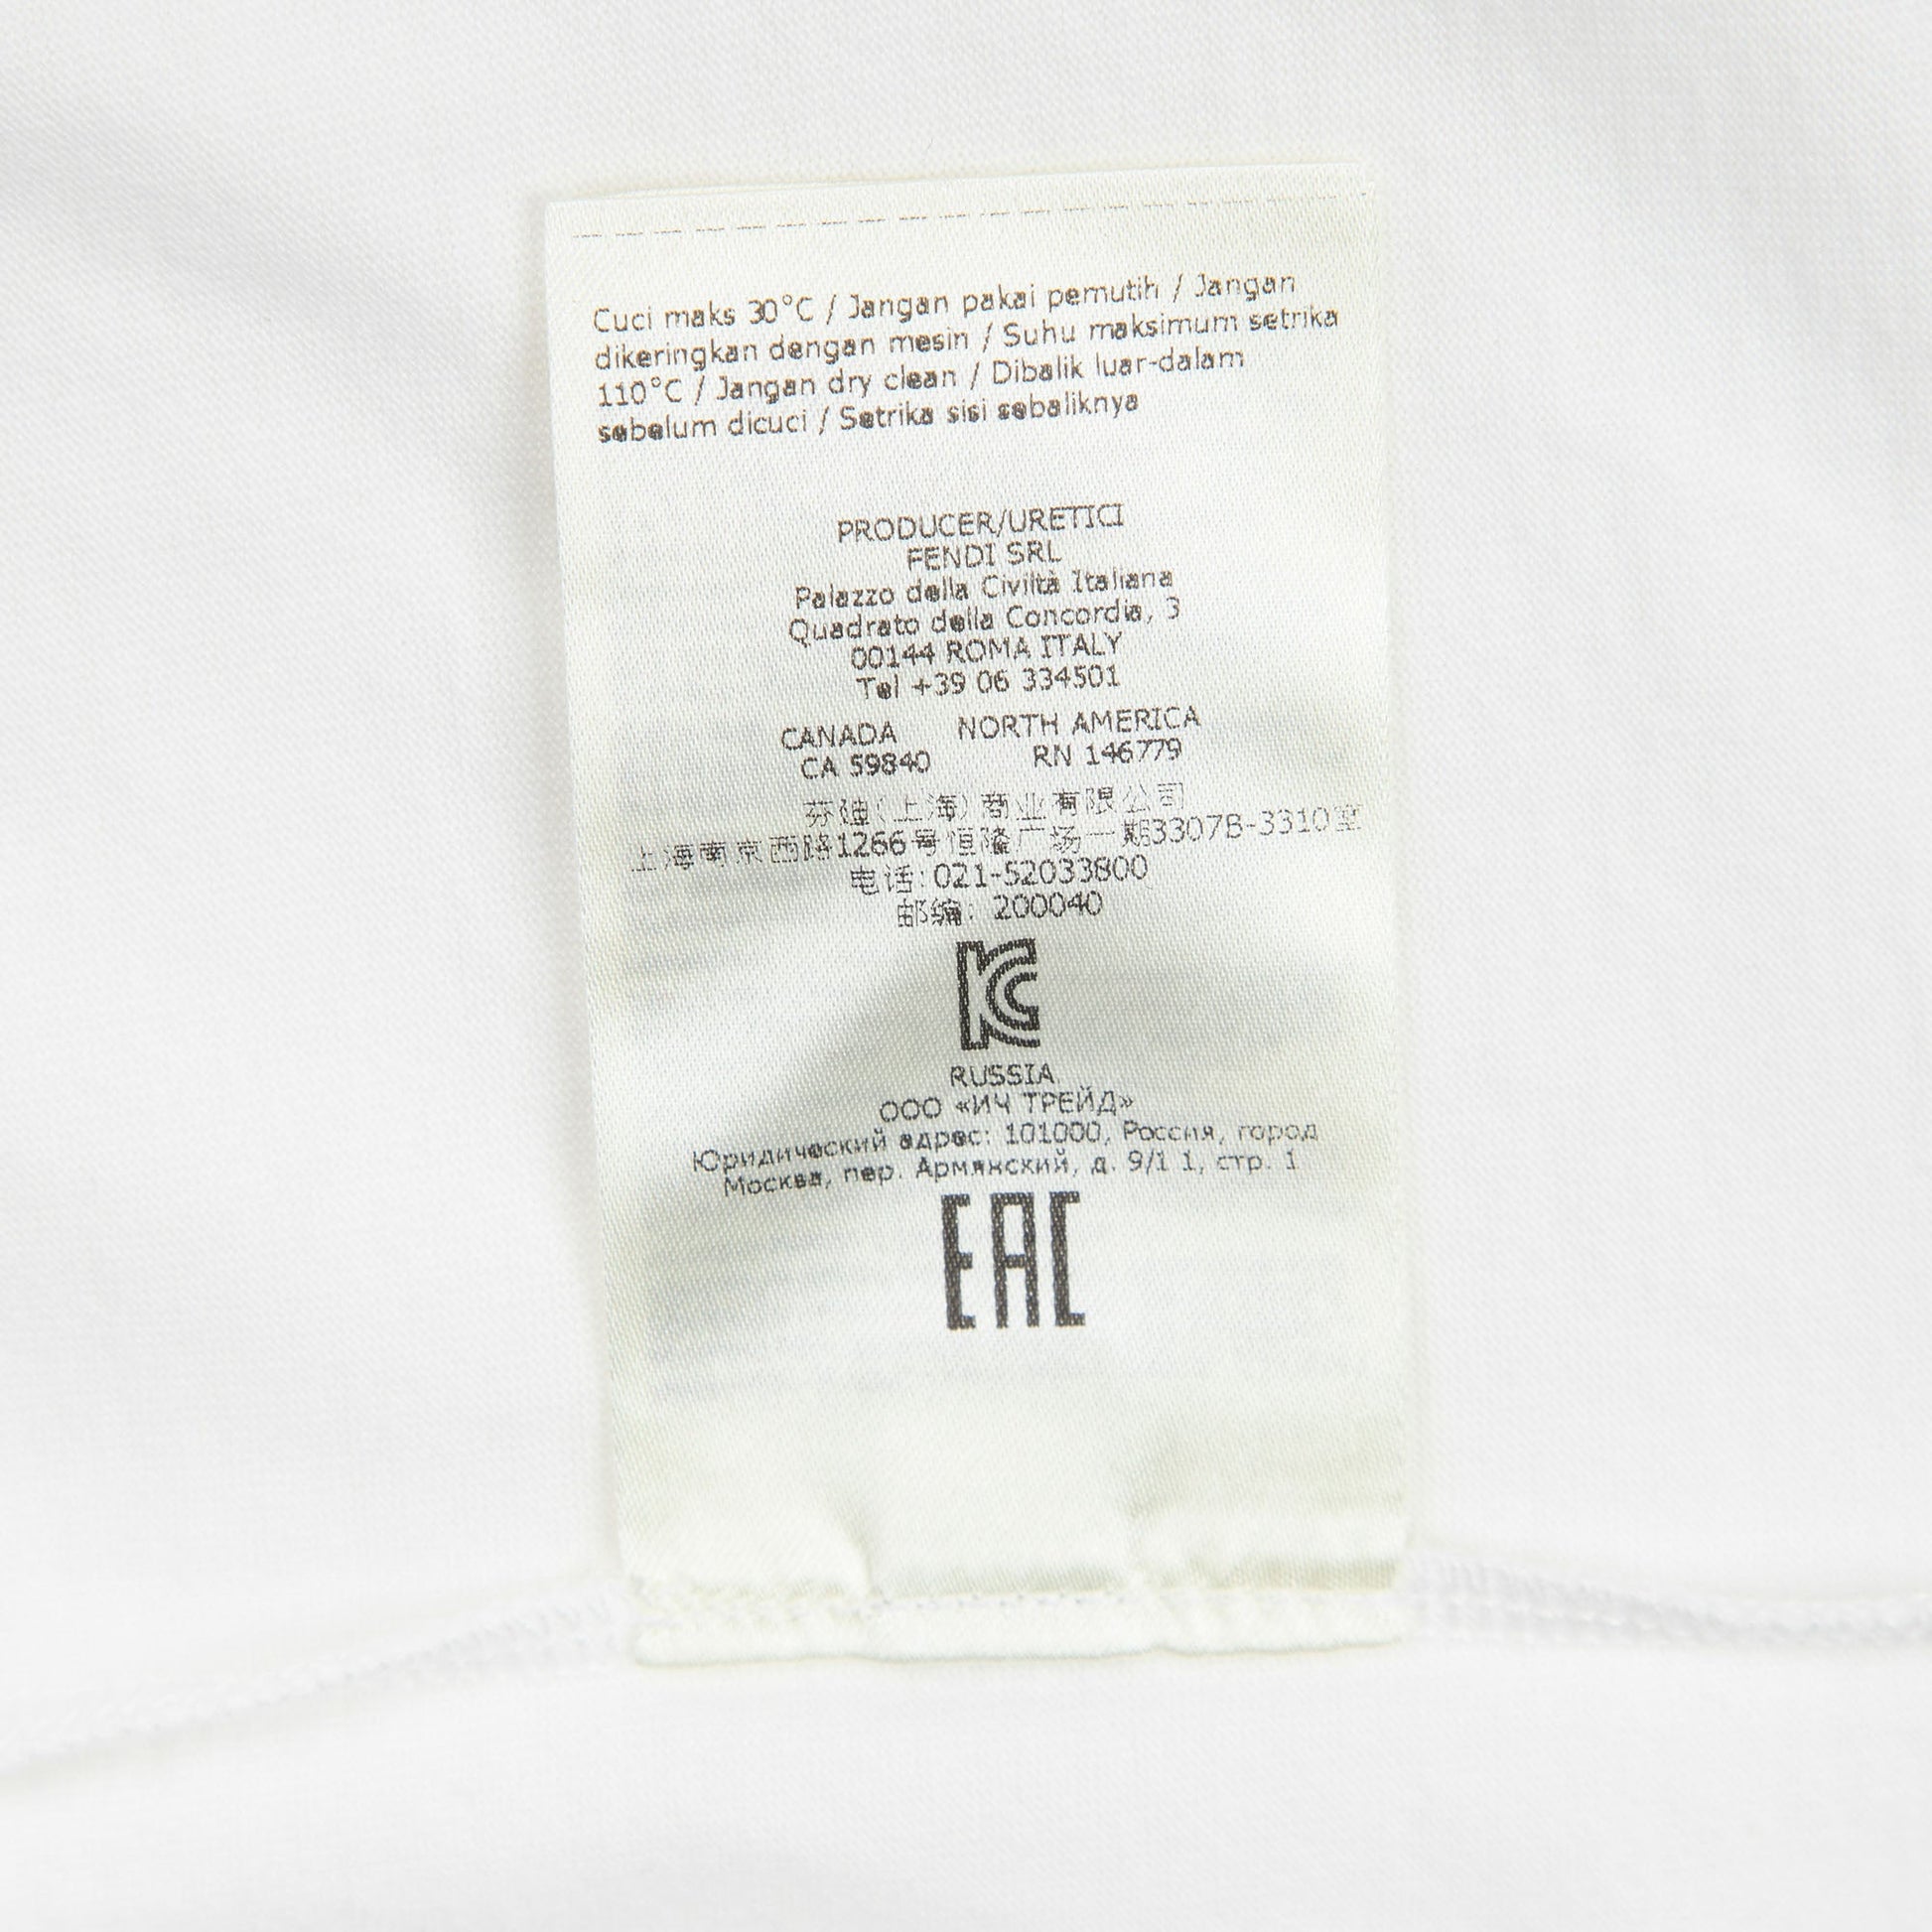 Cuci maks 30°C / Jangan pakai pemutih / Jangan
dikeringkan dengan mesin / Suhu maksimum setrika
110°C / Jangan dry clean / Dibalik luar-dalam
sebelum dicuci / Setrika sisi sebaliknya
PRODUCER/URETICI
FENDI SRL
Palazzo della Civiltà Italiana
Quadrato della Concordia, 3
00144 ROMA ITALY
Tel +39 06 334501
CANADA NORTH AMERICA
CA 59840 RN 146779
芬迪(上海)商业有限公司
上海南京西路1266号恒隆广场一期3307B-3310室
电话:021-52033800
邮编: 200040
KC
RUSSIA
ООО «ИЧ ТРЕЙД»
Юридический адрес: 101000, Россия, город
Москва, пер. Армянский, д. 9/1 1, стр. 1
EAC